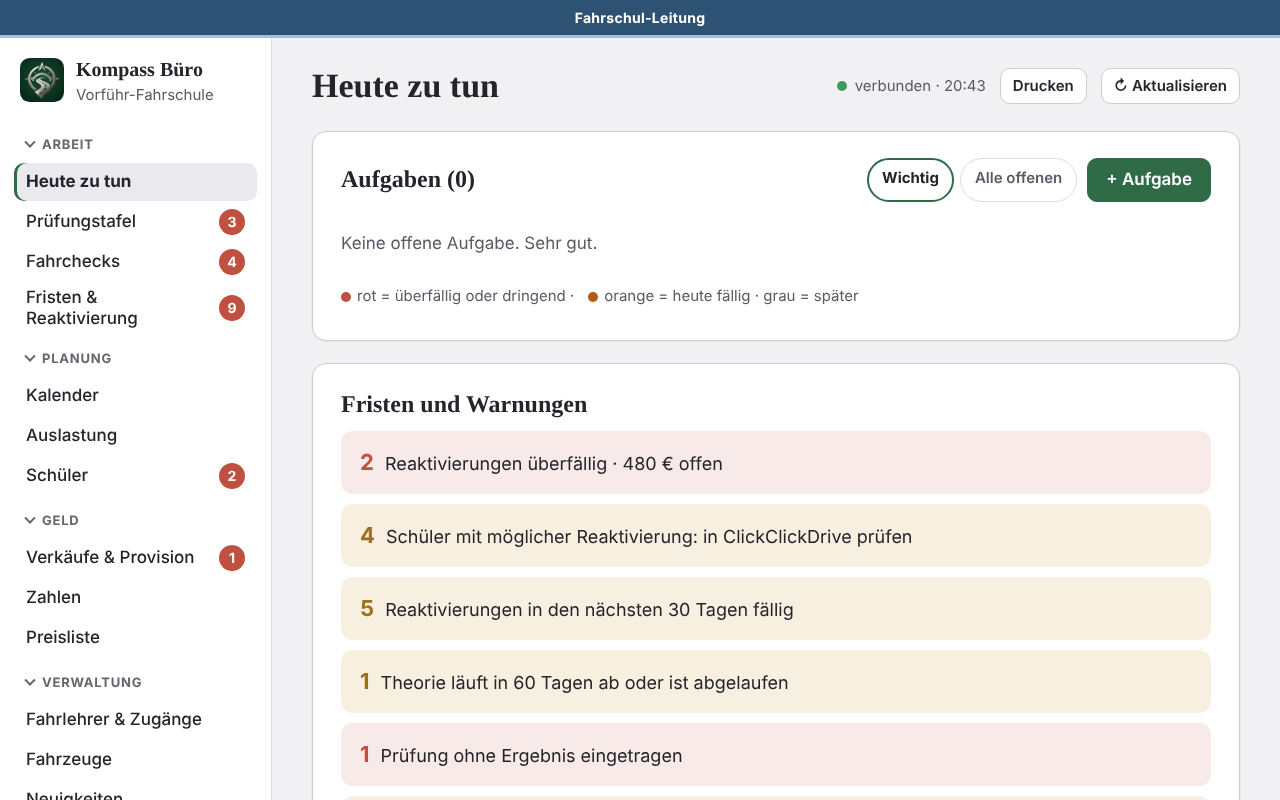 Fahrschul-Leitung
Kompass Büro
Vorführ-Fahrschule
ARBEIT
Heute zu tun
Prüfungstafel 3
Fahrchecks 4
Fristen &
Reaktivierung 9
PLANUNG
Kalender
Auslastung
Schüler 2
GELD
Verkäufe & Provision 1
Zahlen
Preisliste
VERWALTUNG
Fahrlehrer & Zugänge
Fahrzeuge
Neuigkeiten
Heute zu tun
verbunden · 20:43
Drucken
↻ Aktualisieren
Aufgaben (0)
Wichtig
Alle offenen
+ Aufgabe
Keine offene Aufgabe. Sehr gut.
rot = überfällig oder dringend · orange = heute fällig · grau = später
Fristen und Warnungen
2 Reaktivierungen überfällig · 480 € offen
4 Schüler mit möglicher Reaktivierung: in ClickClickDrive prüfen
5 Reaktivierungen in den nächsten 30 Tagen fällig
1 Theorie läuft in 60 Tagen ab oder ist abgelaufen
1 Prüfung ohne Ergebnis eingetragen